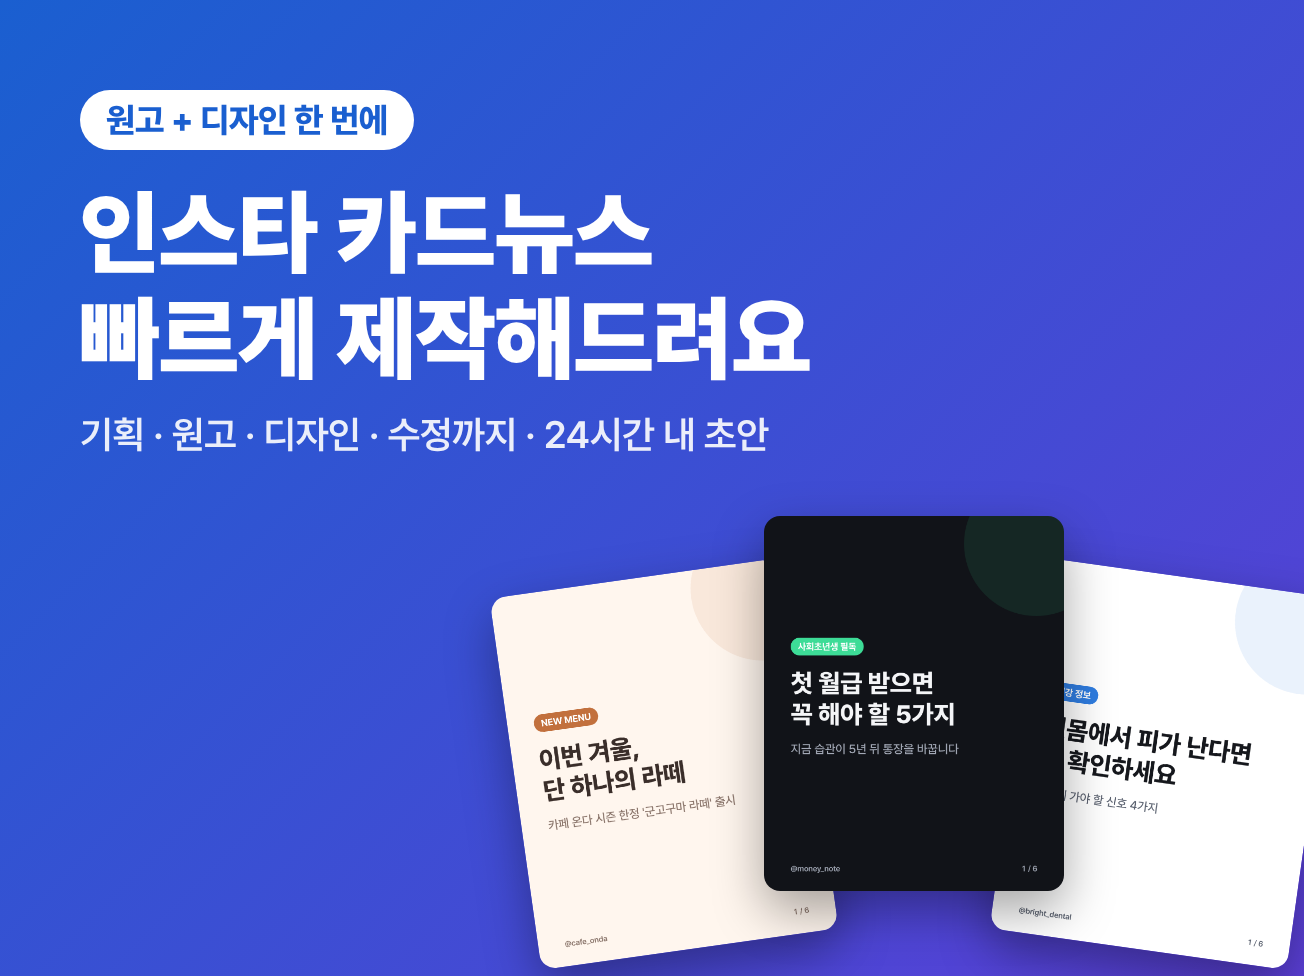 원고 + 디자인 한 번에
인스타 카드뉴스
빠르게 제작해드려요
기획 · 원고 · 디자인 · 수정까지 · 24시간 내 초안
NEW MENU
이번 겨울,
단 하나의 라떼
카페 온다 시즌 한정 '군고구마 라떼' 출시
@cafe_onda
1 / 6
사회초년생 필독
첫 월급 받으면
꼭 해야 할 5가지
지금 습관이 5년 뒤 통장을 바꿉니다
@money_note
1 / 6
정보
피가 난다면
확인하세요
가야 할 신호 4가지
@bright_dental
1 / 6